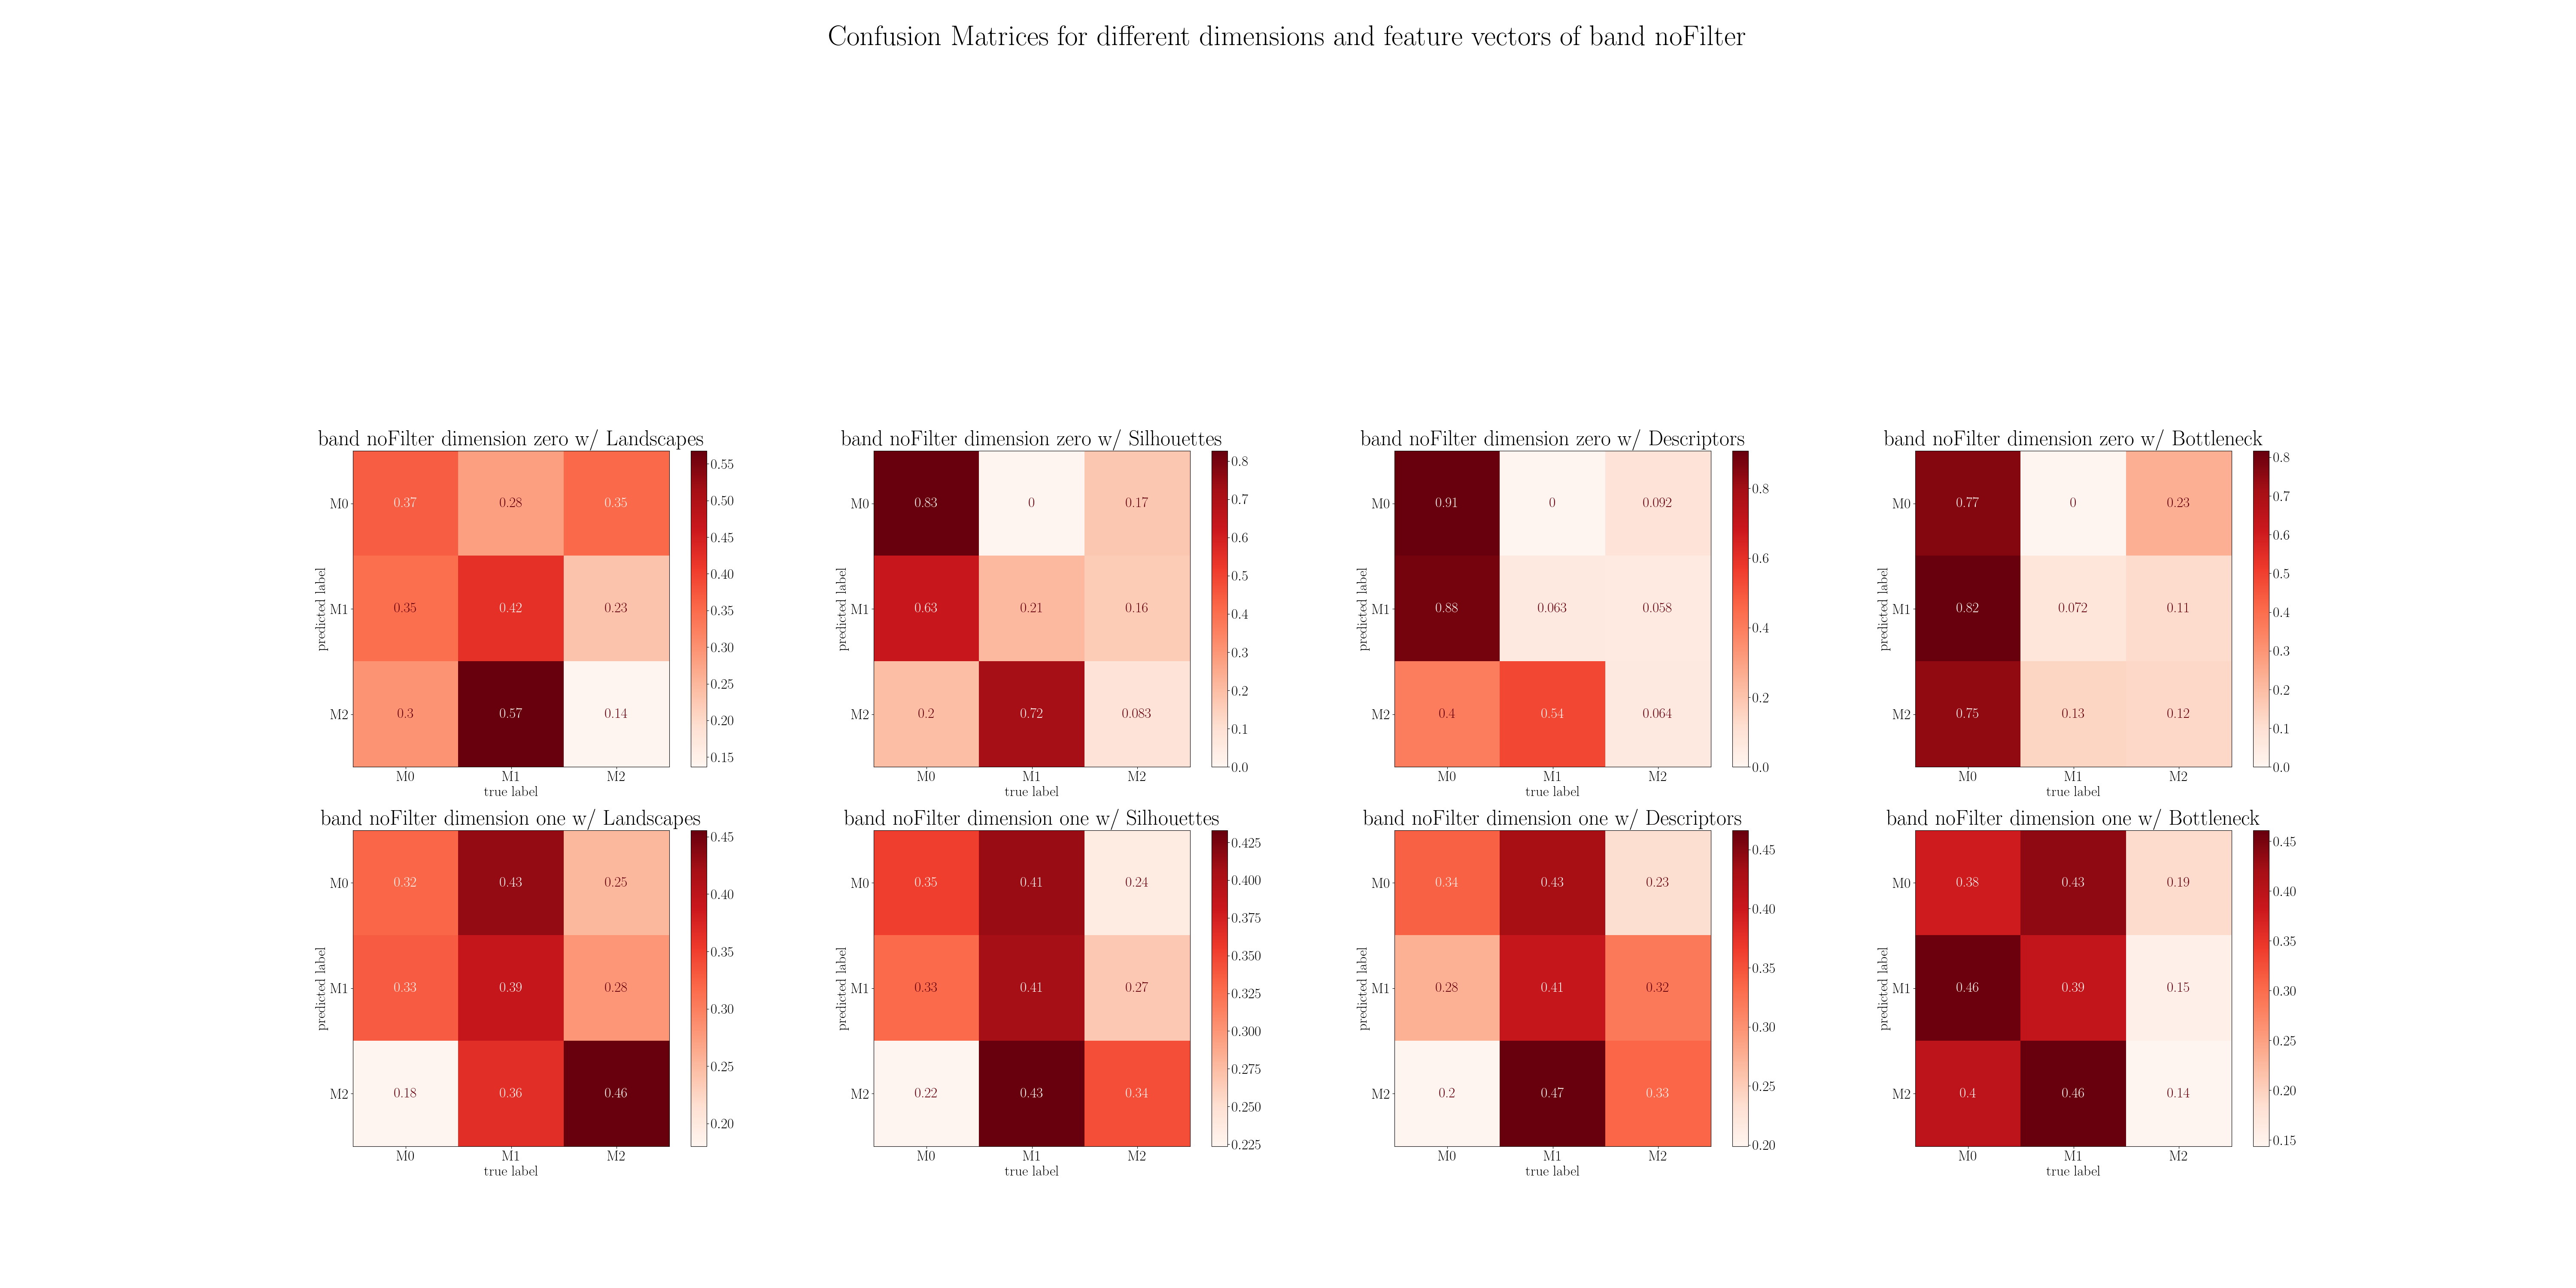 Confusion Matrices for different dimensions and feature vectors of band noFilter
band noFilter dimension zero w/ Landscapes
0.55
0.50
0.45
0.40
0.35
0.30
0.25
0.20
0.15
M0 0.37 0.28 0.35
M1 0.35 0.42 0.23
M2 0.3 0.57 0.14
predicted label
M0 M1 M2
true label
band noFilter dimension zero w/ Silhouettes
0.8
0.7
0.6
0.5
0.4
0.3
0.2
0.1
0.0
M0 0.83 0 0.17
M1 0.63 0.21 0.16
M2 0.2 0.72 0.083
predicted label
M0 M1 M2
true label
band noFilter dimension zero w/ Descriptors
0.8
0.6
0.4
0.2
0.0
M0 0.91 0 0.092
M1 0.88 0.063 0.058
M2 0.4 0.54 0.064
predicted label
M0 M1 M2
true label
band noFilter dimension zero w/ Bottleneck
0.8
0.7
0.6
0.5
0.4
0.3
0.2
0.1
0.0
M0 0.77 0 0.23
M1 0.82 0.072 0.11
M2 0.75 0.13 0.12
predicted label
M0 M1 M2
true label
band noFilter dimension one w/ Landscapes
0.45
0.40
0.35
0.30
0.25
0.20
M0 0.32 0.43 0.25
M1 0.33 0.39 0.28
M2 0.18 0.36 0.46
predicted label
M0 M1 M2
true label
band noFilter dimension one w/ Silhouettes
0.425
0.400
0.375
0.350
0.325
0.300
0.275
0.250
0.225
M0 0.35 0.41 0.24
M1 0.33 0.41 0.27
M2 0.22 0.43 0.34
predicted label
M0 M1 M2
true label
band noFilter dimension one w/ Descriptors
0.45
0.40
0.35
0.30
0.25
0.20
M0 0.34 0.43 0.23
M1 0.28 0.41 0.32
M2 0.2 0.47 0.33
predicted label
M0 M1 M2
true label
band noFilter dimension one w/ Bottleneck
0.45
0.40
0.35
0.30
0.25
0.20
0.15
M0 0.38 0.43 0.19
M1 0.46 0.39 0.15
M2 0.4 0.46 0.14
predicted label
M0 M1 M2
true label